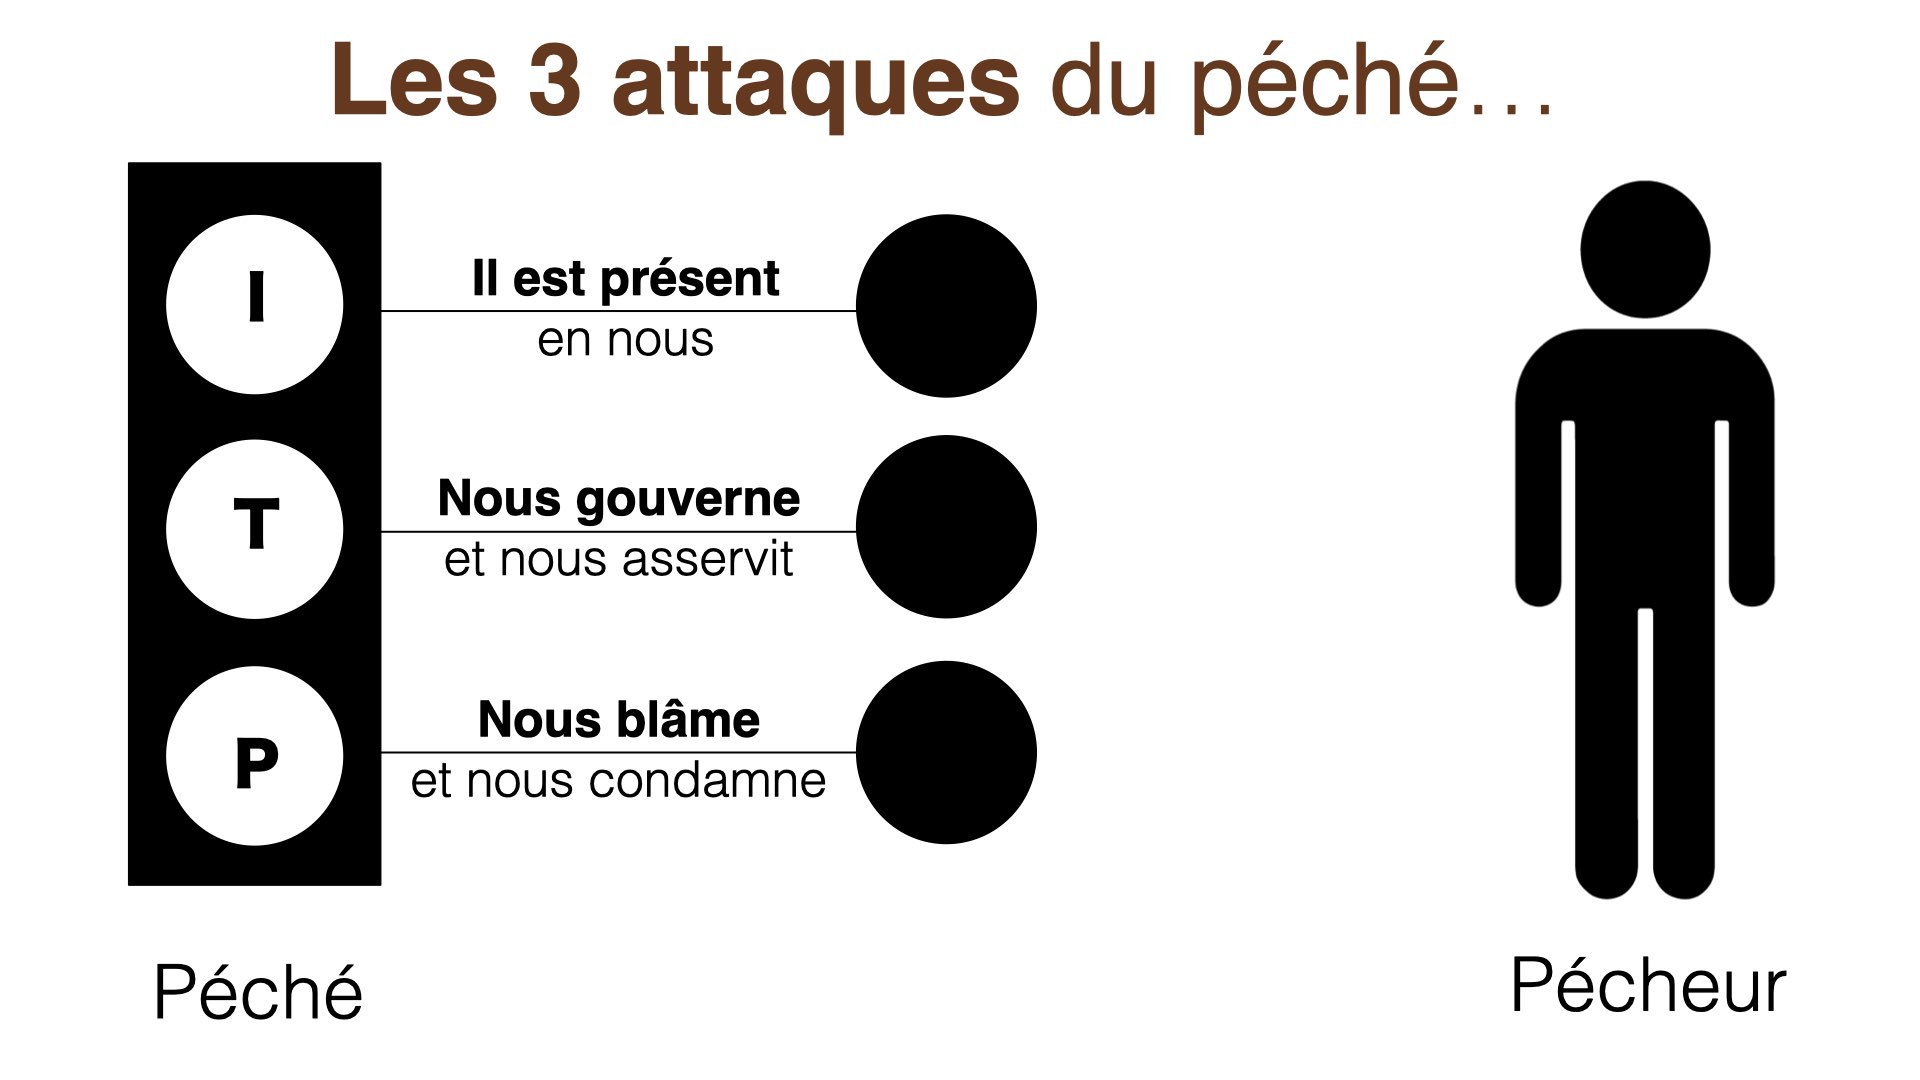 Les 3 attaques du péché…
I
Il est présent
en nous
T
Nous gouverne
et nous asservit
P
Nous blâme
et nous condamne
Péché
Pécheur